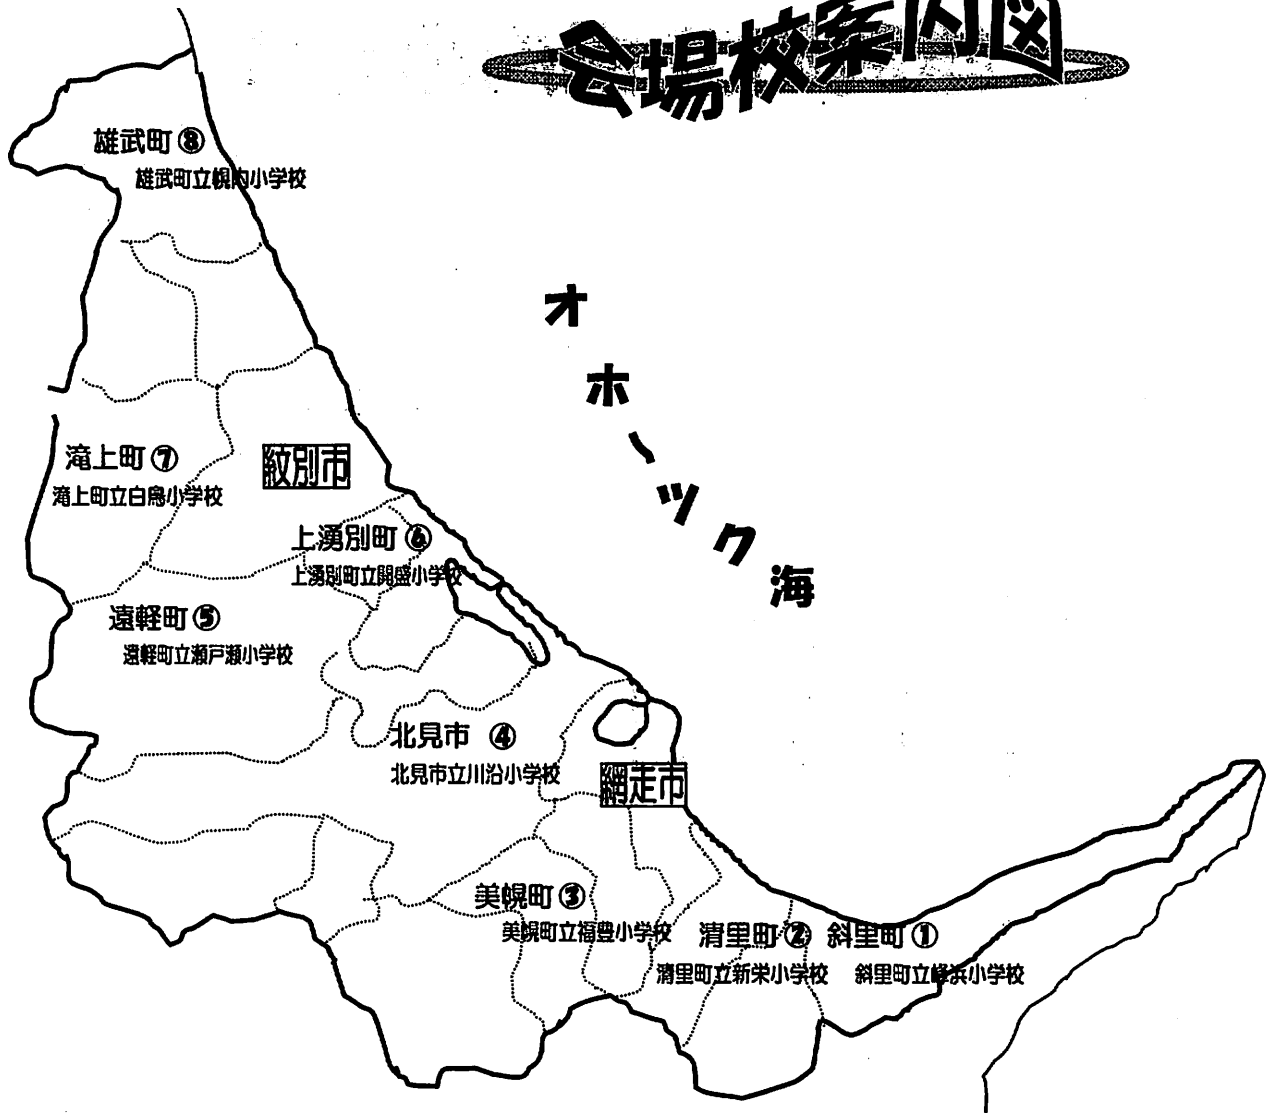 会場校案内図
雄武町⑧
雄武町立幌内小学校
オホーツク海
滝上町⑦
滝上町立白鳥小学校
紋別市
上湧別町⑥
上湧別町立開盛小学校
遠軽町⑤
遠軽町立瀬戸瀬小学校
北見市 ④
北見市立川沿小学校
網走市
美幌町③
美幌町立福豊小学校
清里町②
清里町立新栄小学校
斜里町①
斜里町立峰浜小学校